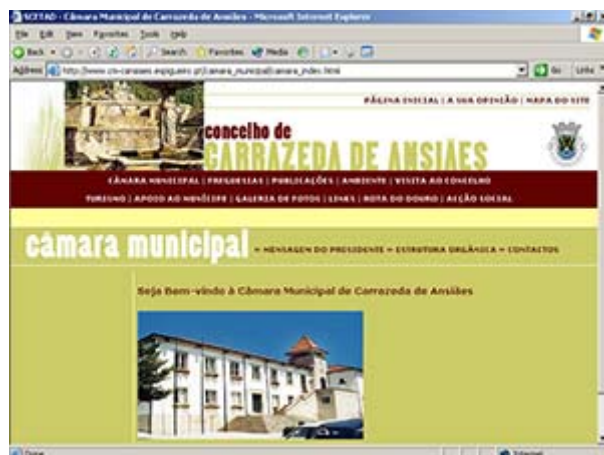 SCETAD - Câmara Municipal de Carrazeda de Ansiães - Microsoft Internet Explorer
File Edit View Favorites Tools Help
Back Search Favorites Media
Address Go Links
PÁGINA INICIAL | A SUA OPINIÃO | MAPA DO SITE
concelho de
CARRAZEDA DE ANSIÃES
CÂMARA MUNICIPAL | FREGUESIAS | PUBLICAÇÕES | AMBIENTE | VISITA AO CONCELHO
TURISMO | APOIO AO MUNÍCIPE | GALERIA DE FOTOS | LINKS | ROTA DO DOURO | ACÇÃO SOCIAL
câmara municipal » MENSAGEM DO PRESIDENTE » ESTRUTURA ORGÂNICA » CONTACTOS
Seja Bem-vindo à Câmara Municipal de Carrazeda de Ansiães
Done Internet